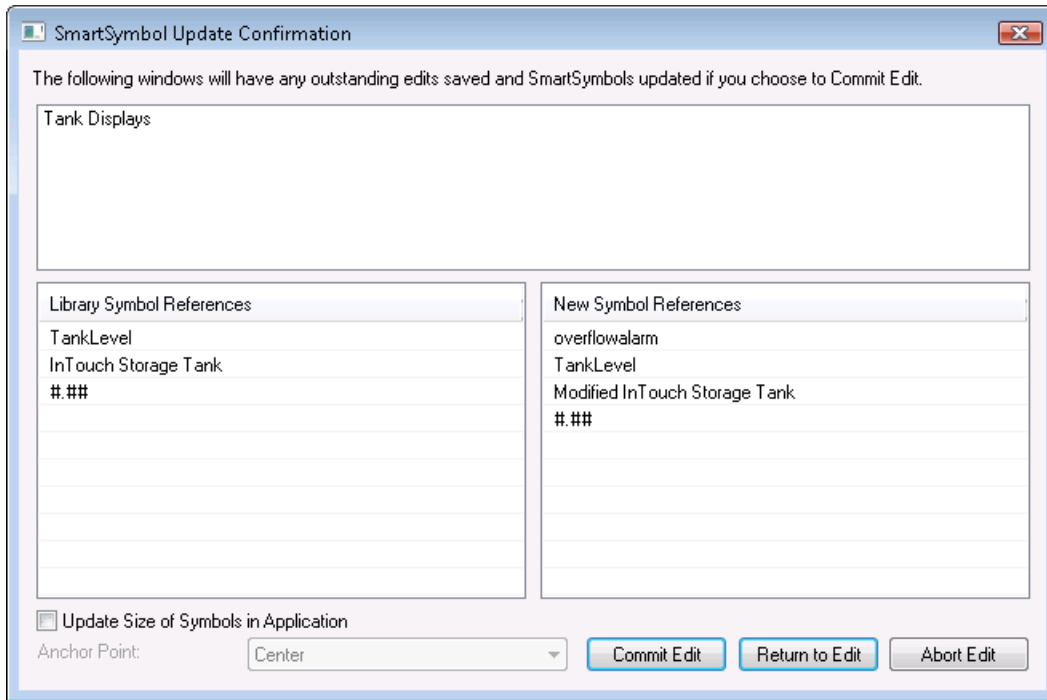 SmartSymbol Update Confirmation
The following windows will have any outstanding edits saved and SmartSymbols updated if you choose to Commit Edit.
Tank Displays
Library Symbol References
TankLevel
InTouch Storage Tank
#.##
New Symbol References
overflowalarm
TankLevel
Modified InTouch Storage Tank
#.##
Update Size of Symbols in Application
Anchor Point:
Center
Commit Edit
Return to Edit
Abort Edit